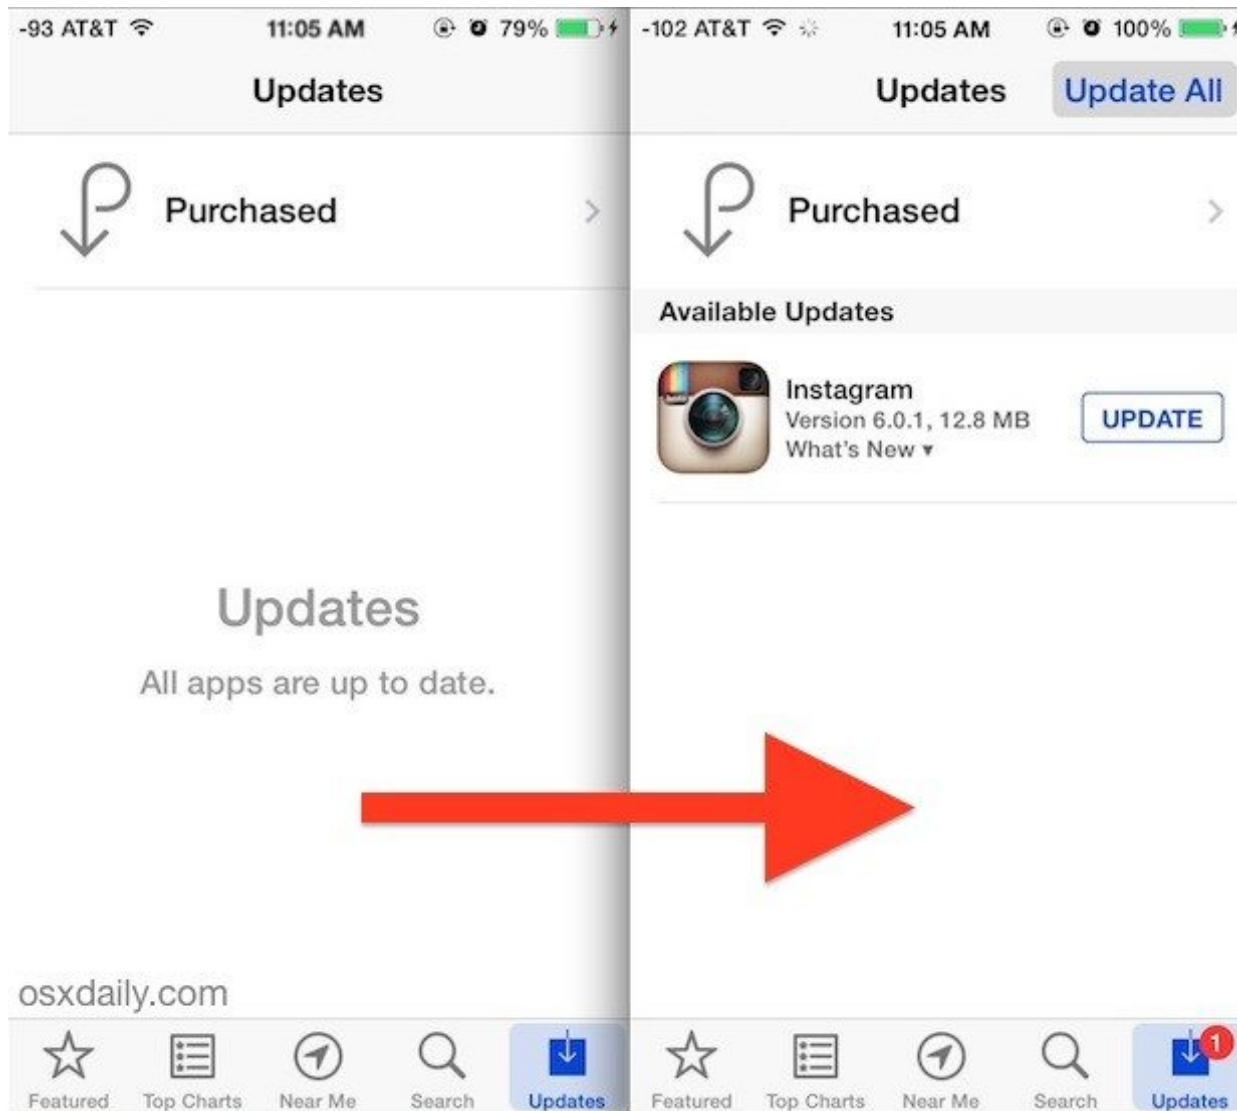 -93 AT&T 11:05 AM 79%
Updates
Purchased
Updates
All apps are up to date.
osxdaily.com
Featured Top Charts Near Me Search Updates
-102 AT&T 11:05 AM 100%
Updates Update All
Purchased
Available Updates
Instagram
Version 6.0.1, 12.8 MB
What's New ▾
UPDATE
1
Featured Top Charts Near Me Search Updates